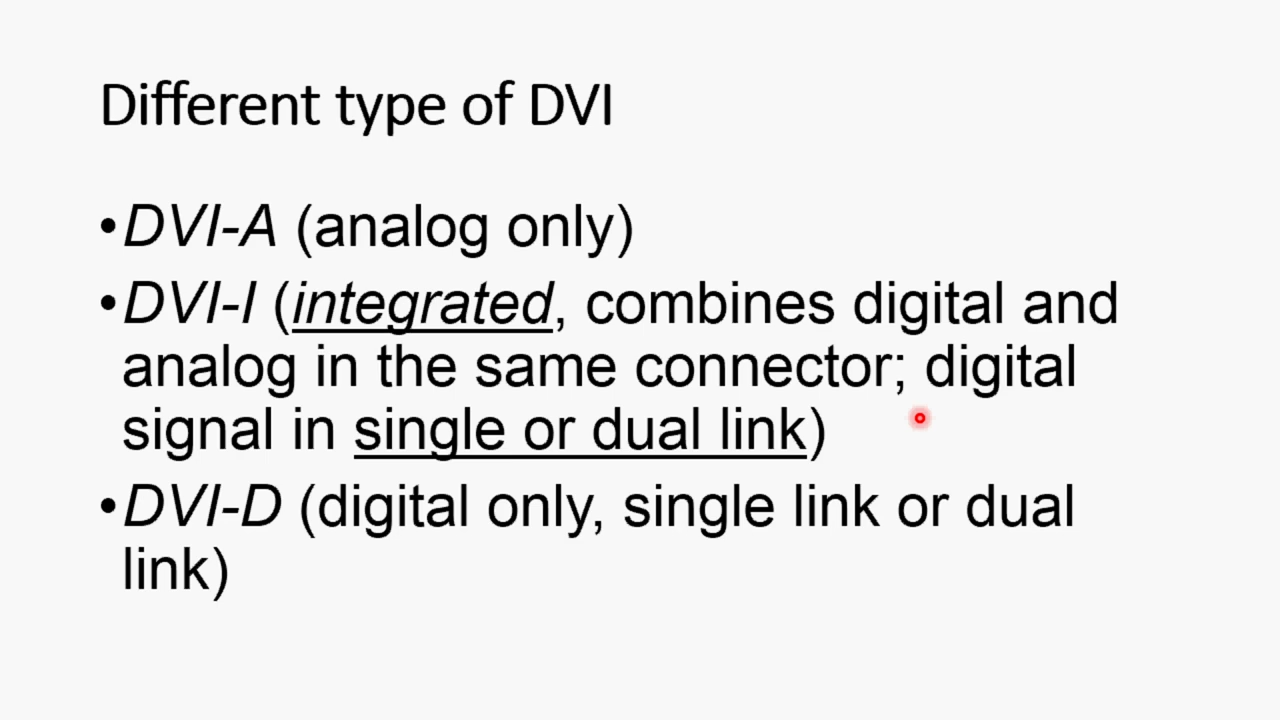 Different type of DVI
•DVI-A (analog only)
•DVI-I (integrated, combines digital and
analog in the same connector; digital
signal in single or dual link)
•DVI-D (digital only, single link or dual
link)